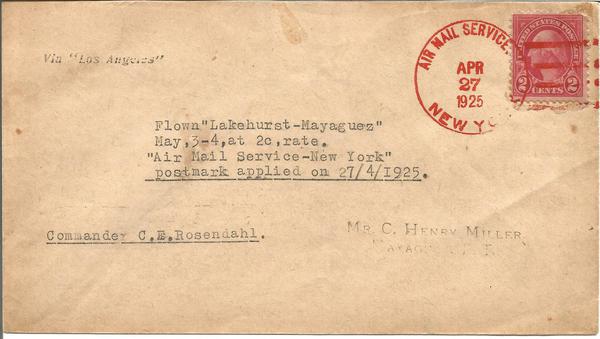 Via "Los Angeles"
AIR MAIL SERVICE
APR
27
1925
NEW YO
UNITED STATES POSTAGE
2 CENTS 2
Flown"Lakehurst-Mayaguez"
May,3-4,at 2c,rate.
"Air Mail Service-New York"
postmark applied on 27/4/1925.
Commander C.E.Rosendahl.
MR. C. HENRY MILLER